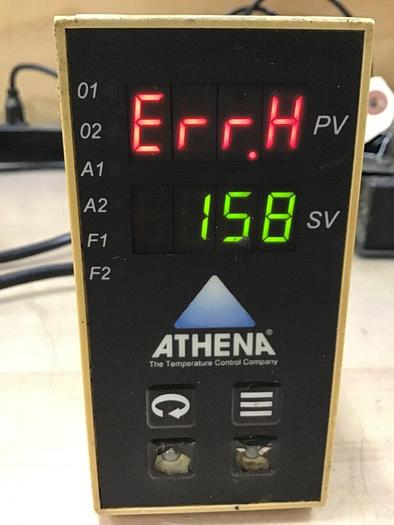 01
Err.H PV
02
A1
A2
158 SV
F1
F2
ATHENA®
The Temperature Control Company